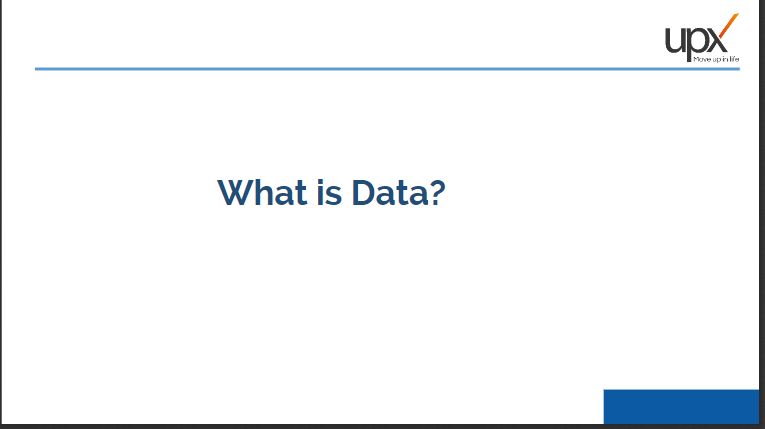 upx
Move up in life
What is Data?